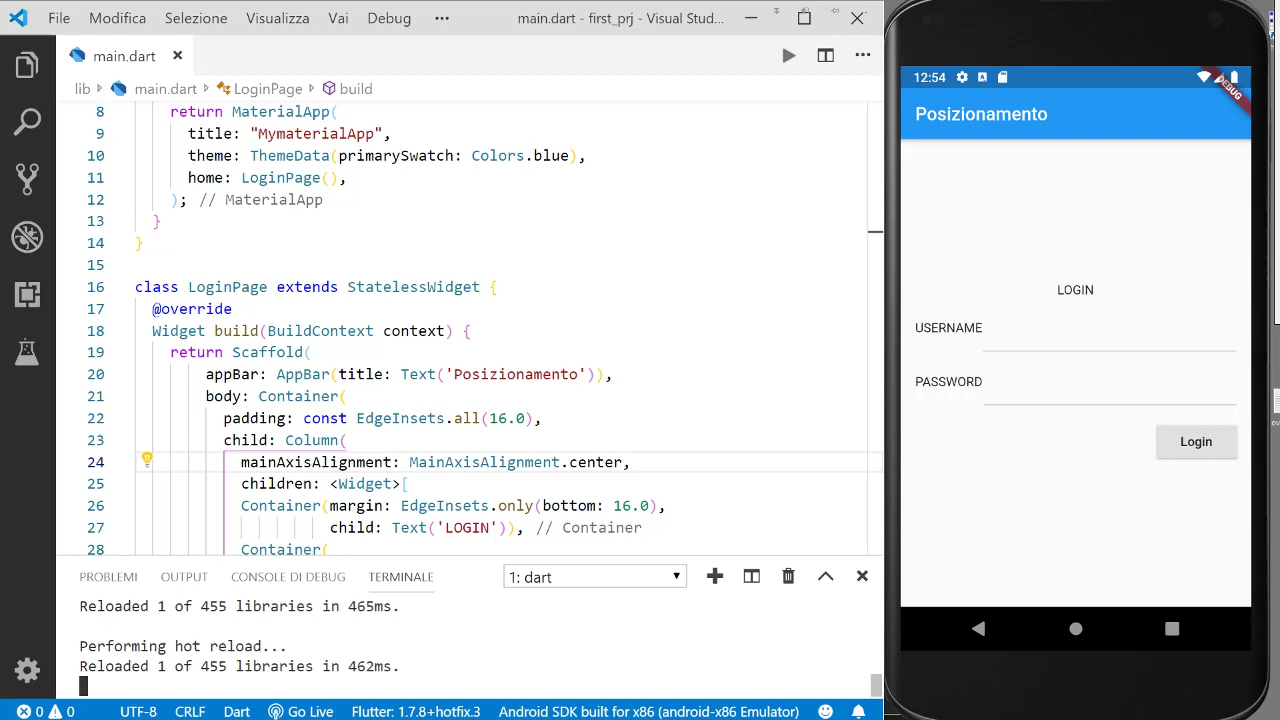 File Modifica Selezione Visualizza Vai Debug ··· main.dart • first_prj - Visual Stud...
main.dart
lib > main.dart > LoginPage > build
8 return MaterialApp(
9 title: "MymaterialApp",
10 theme: ThemeData(primarySwatch: Colors.blue),
11 home: LoginPage(),
12 ); // MaterialApp
13 }
14 }
15
16 class LoginPage extends StatelessWidget {
17 @override
18 Widget build(BuildContext context) {
19 return Scaffold(
20 appBar: AppBar(title: Text('Posizionamento')),
21 body: Container(
22 padding: const EdgeInsets.all(16.0),
23 child: Column(
24 mainAxisAlignment: MainAxisAlignment.center,
25 children: <Widget>[
26 Container(margin: EdgeInsets.only(bottom: 16.0),
27 child: Text('LOGIN')), // Container
28 Container(
PROBLEMI OUTPUT CONSOLE DI DEBUG TERMINALE 1: dart
Reloaded 1 of 455 libraries in 465ms.
Performing hot reload...
Reloaded 1 of 455 libraries in 462ms.
0 0 UTF-8 CRLF Dart Go Live Flutter: 1.7.8+hotfix.3 Android SDK built for x86 (android-x86 Emulator)
12:54
DEBUG
Posizionamento
LOGIN
USERNAME
PASSWORD
Login